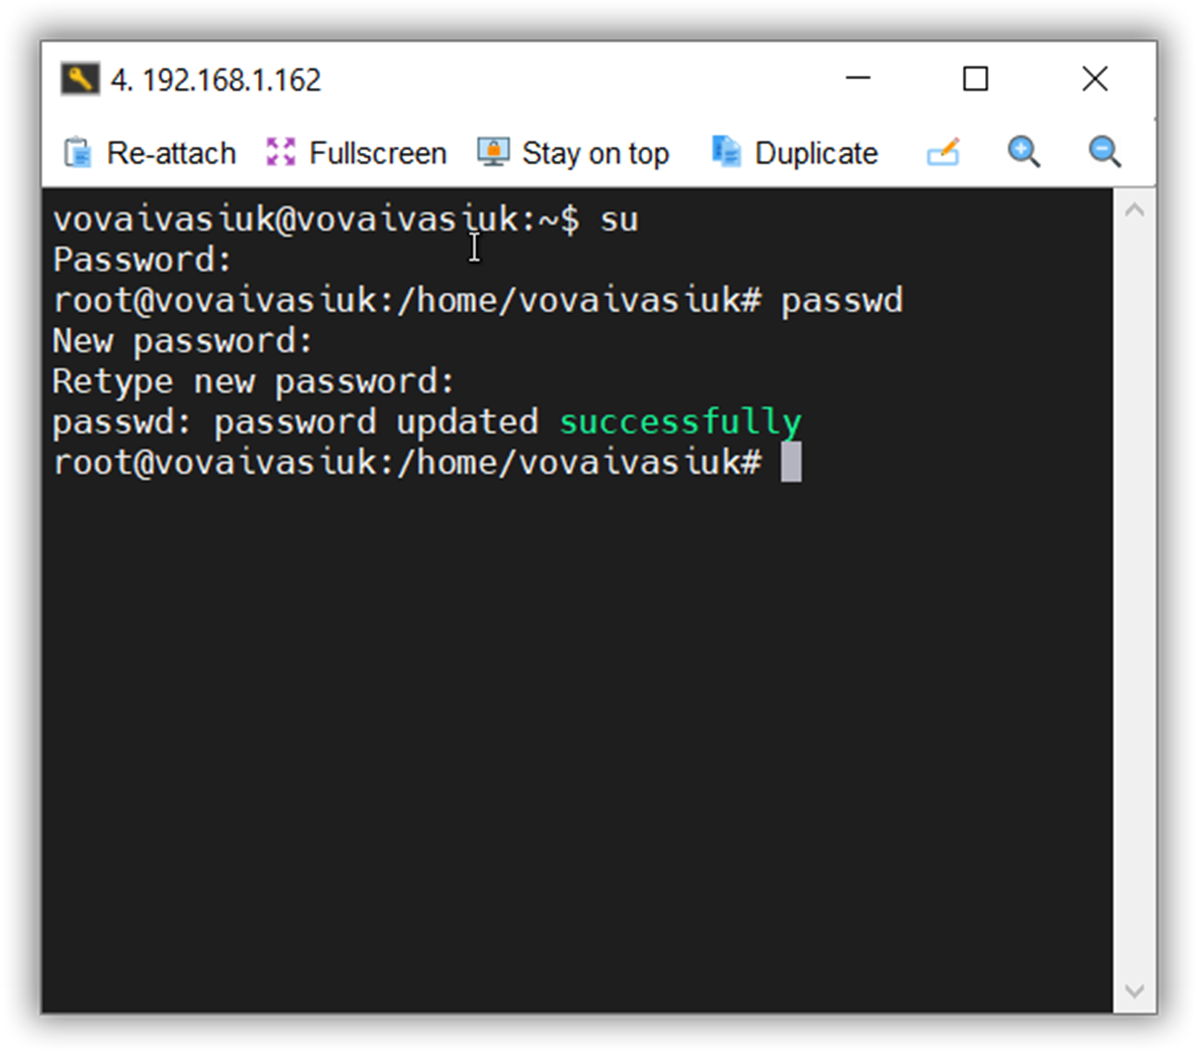 4. 192.168.1.162
Re-attach Fullscreen Stay on top Duplicate
vovaivasiuk@vovaivasiuk:~$ su
Password:
root@vovaivasiuk:/home/vovaivasiuk# passwd
New password:
Retype new password:
passwd: password updated successfully
root@vovaivasiuk:/home/vovaivasiuk#